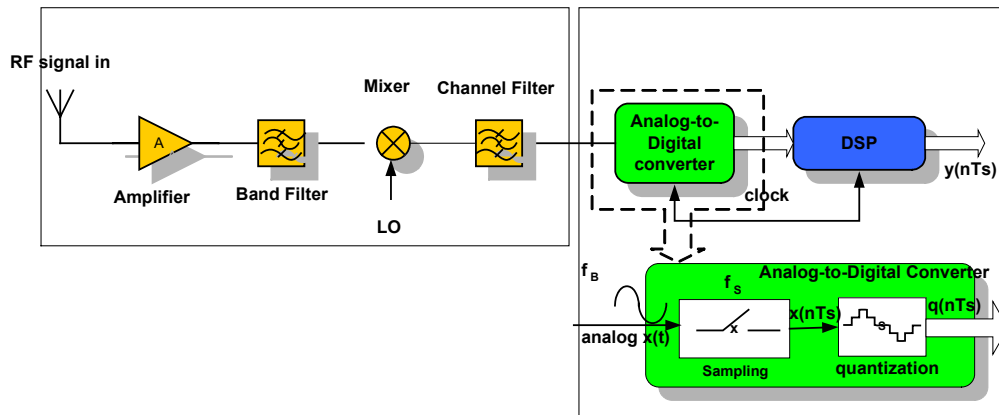 RF signal in
A
Amplifier
Band Filter
Mixer
LO
Channel Filter
Analog-to-
Digital
converter
DSP
clock
y(nTs)
Analog-to-Digital Converter
f B
analog x(t)
f S
x
Sampling
x(nTs)
s
quantization
q(nTs)